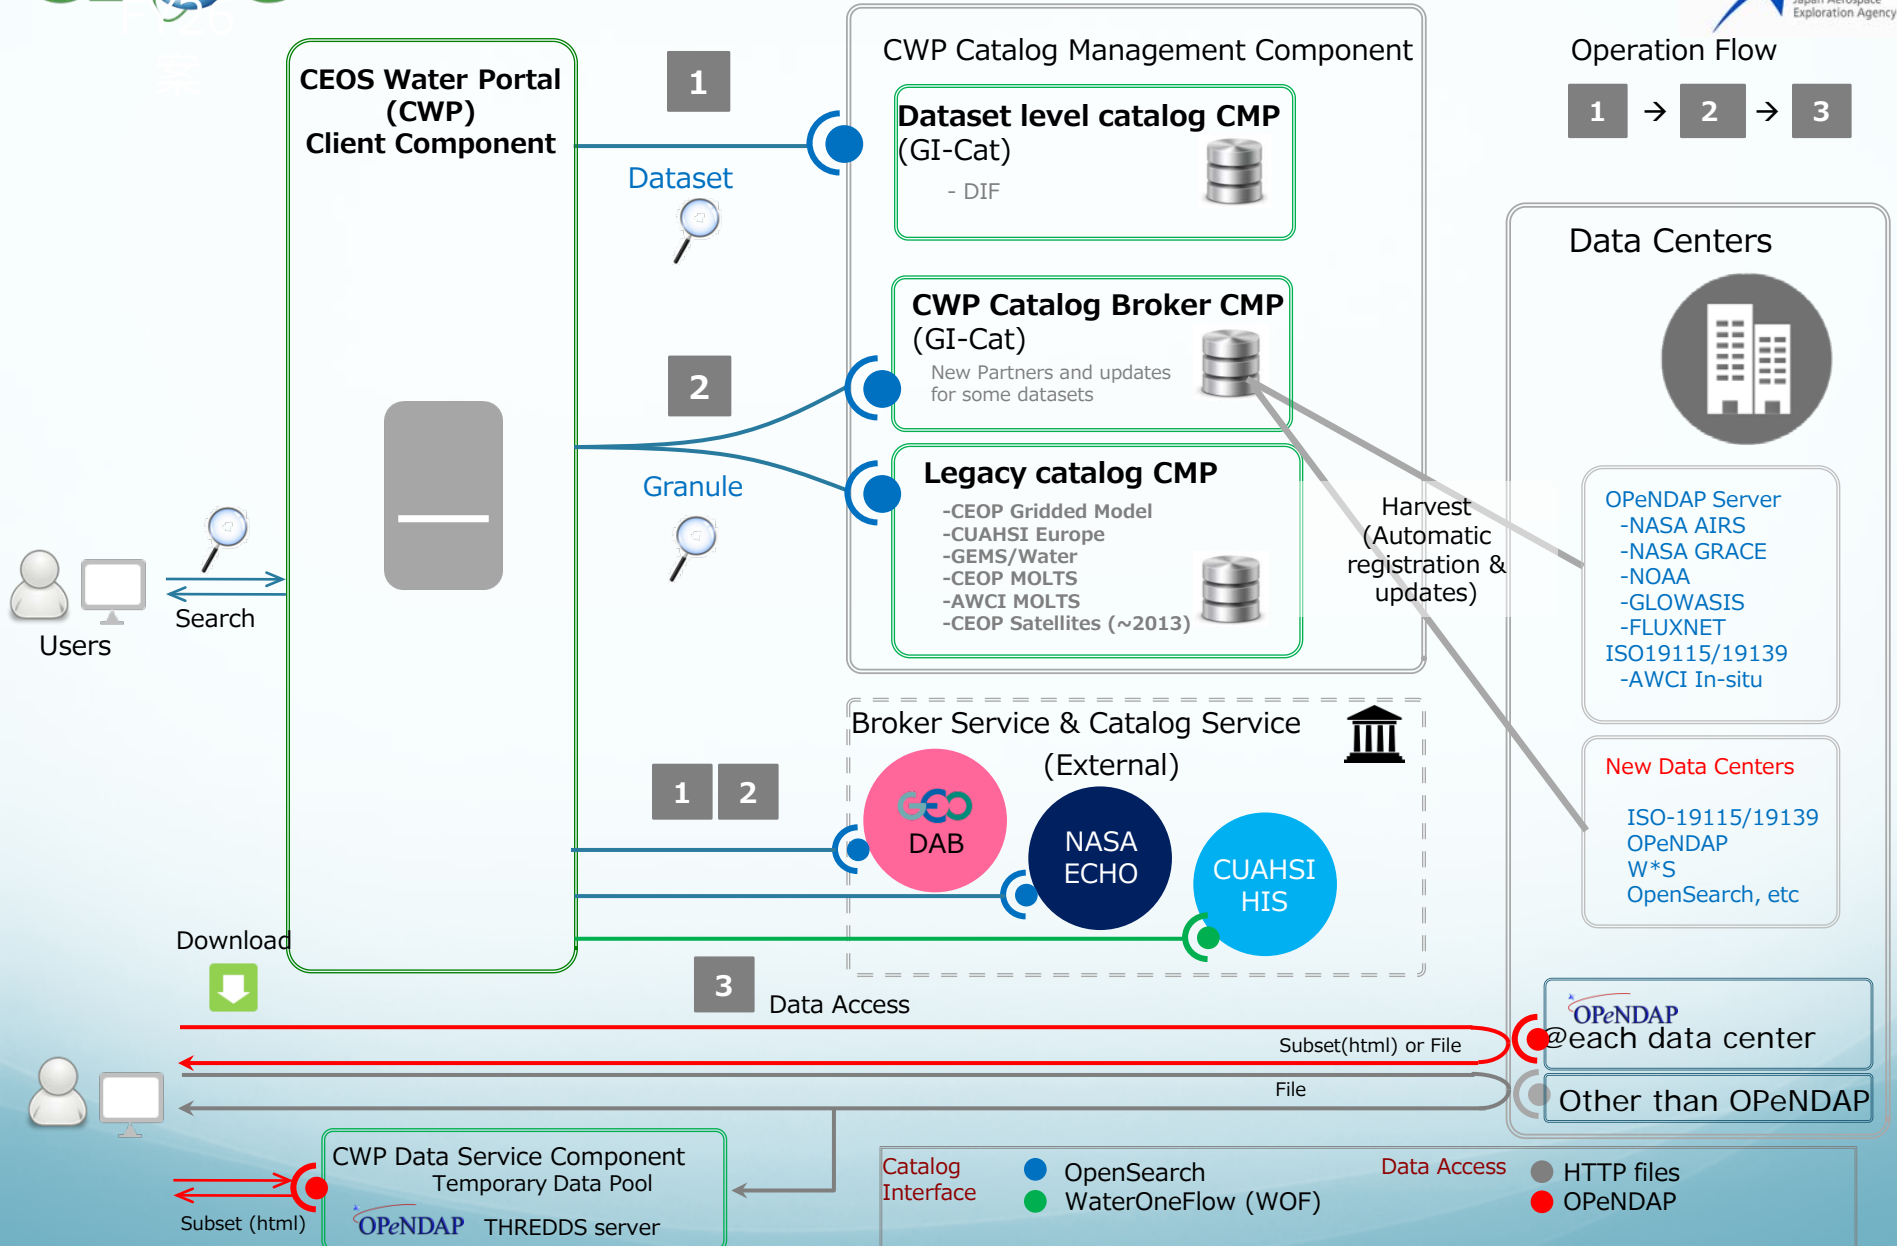 FY26
案
Japan Aerospace
Exploration Agency
CEOS Water Portal
(CWP)
Client Component
1
Dataset
2
Granule
CWP Catalog Management Component
Dataset level catalog CMP
(GI-Cat)
- DIF
CWP Catalog Broker CMP
(GI-Cat)
New Partners and updates
for some datasets
Legacy catalog CMP
-CEOP Gridded Model
-CUAHSI Europe
-GEMS/Water
-CEOP MOLTS
-AWCI MOLTS
-CEOP Satellites (~2013)
Operation Flow
1 → 2 → 3
Data Centers
OPeNDAP Server
-NASA AIRS
-NASA GRACE
-NOAA
-GLOWASIS
-FLUXNET
ISO19115/19139
-AWCI In-situ
New Data Centers
ISO-19115/19139
OPeNDAP
W*S
OpenSearch, etc
Harvest
(Automatic
registration &
updates)
Search
Users
Broker Service & Catalog Service
(External)
1 2
GEO
DAB
NASA
ECHO
CUAHSI
HIS
Download
3
Data Access
Subset(html) or File
File
OPeNDAP
@each data center
Other than OPeNDAP
CWP Data Service Component
Temporary Data Pool
OPeNDAP THREDDS server
Subset (html)
Catalog
Interface
OpenSearch
WaterOneFlow (WOF)
Data Access
HTTP files
OPeNDAP